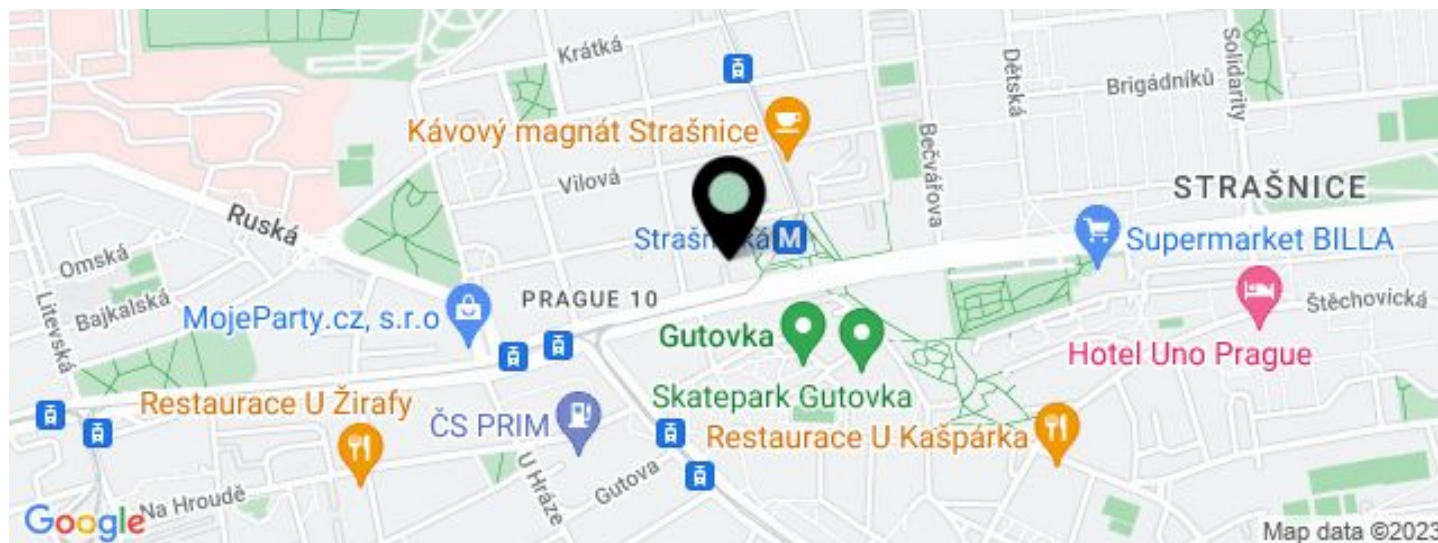 Krátká
Dětská
Solidarity
Brigádníků
Kávový magnát Strašnice
Bečvářova
Vilová
STRAŠNICE
Ruská
M
Supermarket BILLA
Omská
Litevská
Bajkalská
PRAGUE 10
MojeParty.cz, s.r.o
Štěchovická
Gutovka
Hotel Uno Prague
Skatepark Gutovka
Restaurace U Žirafy
ČS PRIM
Restaurace U Kašpárka
U Hráze
Gutova
Na Hroudě
Google
Map data ©2023